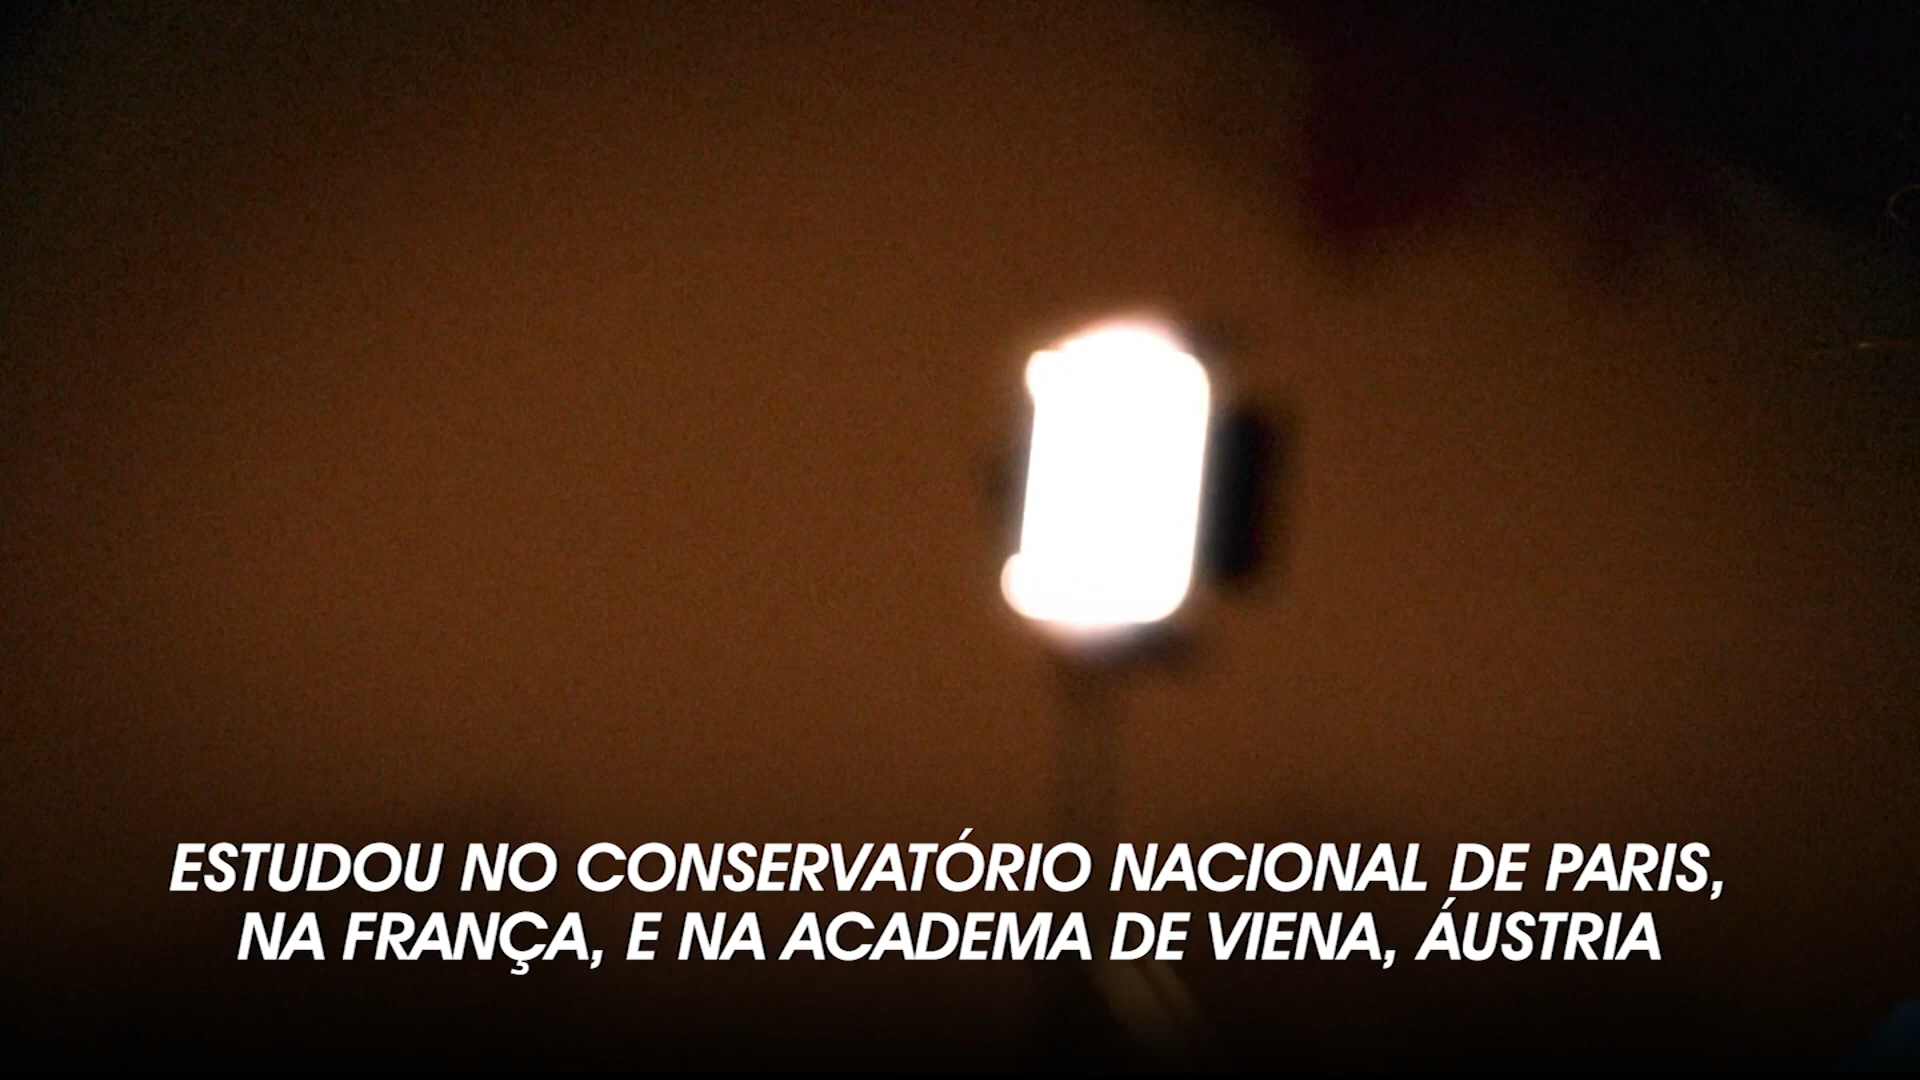 ESTUDOU NO CONSERVATÓRIO NACIONAL DE PARIS,
NA FRANÇA, E NA ACADEMA DE VIENA, ÁUSTRIA